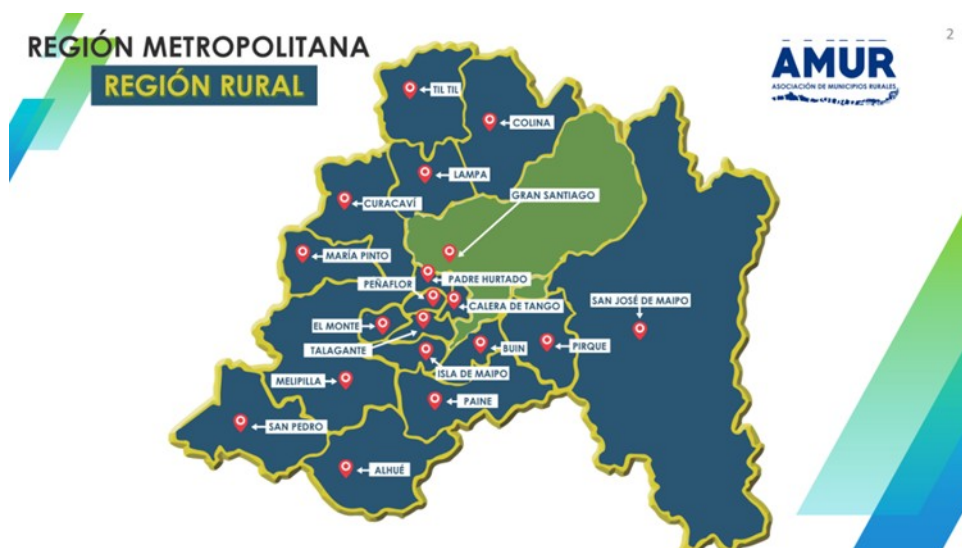 REGIÓN METROPOLITANA
REGIÓN RURAL
2
AMUR
ASOCIACIÓN DE MUNICIPIOS RURALES
TIL TIL
COLINA
LAMPA
GRAN SANTIAGO
CURACAVÍ
MARÍA PINTO
PADRE HURTADO
PEÑAFLOR
CALERA DE TANGO
SAN JOSÉ DE MAIPO
EL MONTE
TALAGANTE
BUIN
PIRQUE
ISLA DE MAIPO
MELIPILLA
PAINE
SAN PEDRO
ALHUÉ